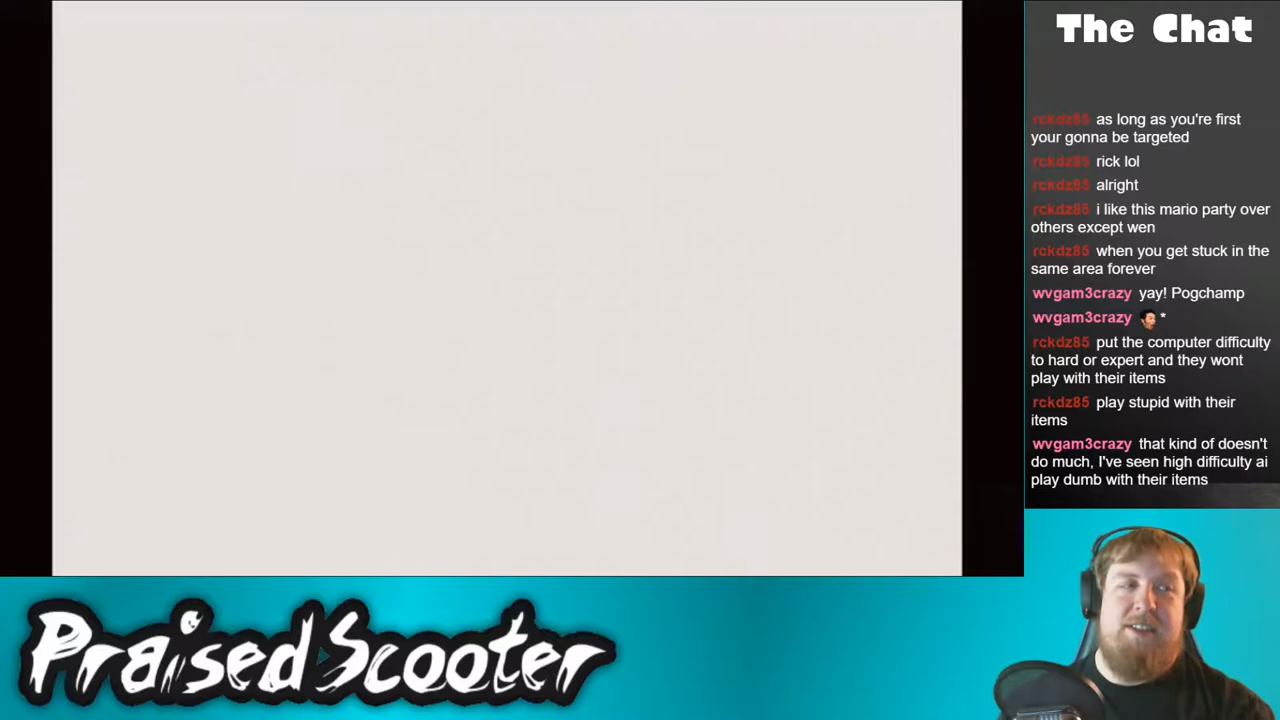 The Chat
rckdz85 as long as you're first
your gonna be targeted
rckdz85 rick lol
rckdz85 alright
rckdz85 i like this mario party over
others except wen
rckdz85 when you get stuck in the
same area forever
wvgam3crazy yay! Pogchamp
wvgam3crazy *
rckdz85 put the computer difficulty
to hard or expert and they wont
play with their items
rckdz85 play stupid with their
items
wvgam3crazy that kind of doesn't
do much, I've seen high difficulty ai
play dumb with their items
PraisedScooter